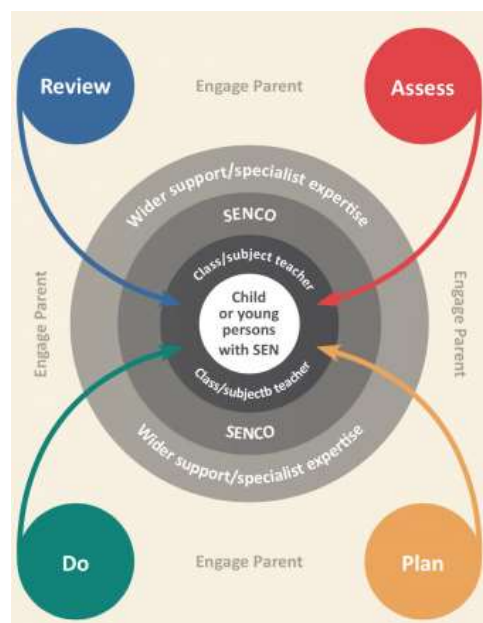 Review
Engage Parent
Assess
Wider support/specialist expertise
SENCO
Class/subject teacher
Child
or young
persons
with SEN
Engage Parent
Engage Parent
Class/subjectb teacher
SENCO
Wider support/specialist expertise
Do
Engage Parent
Plan